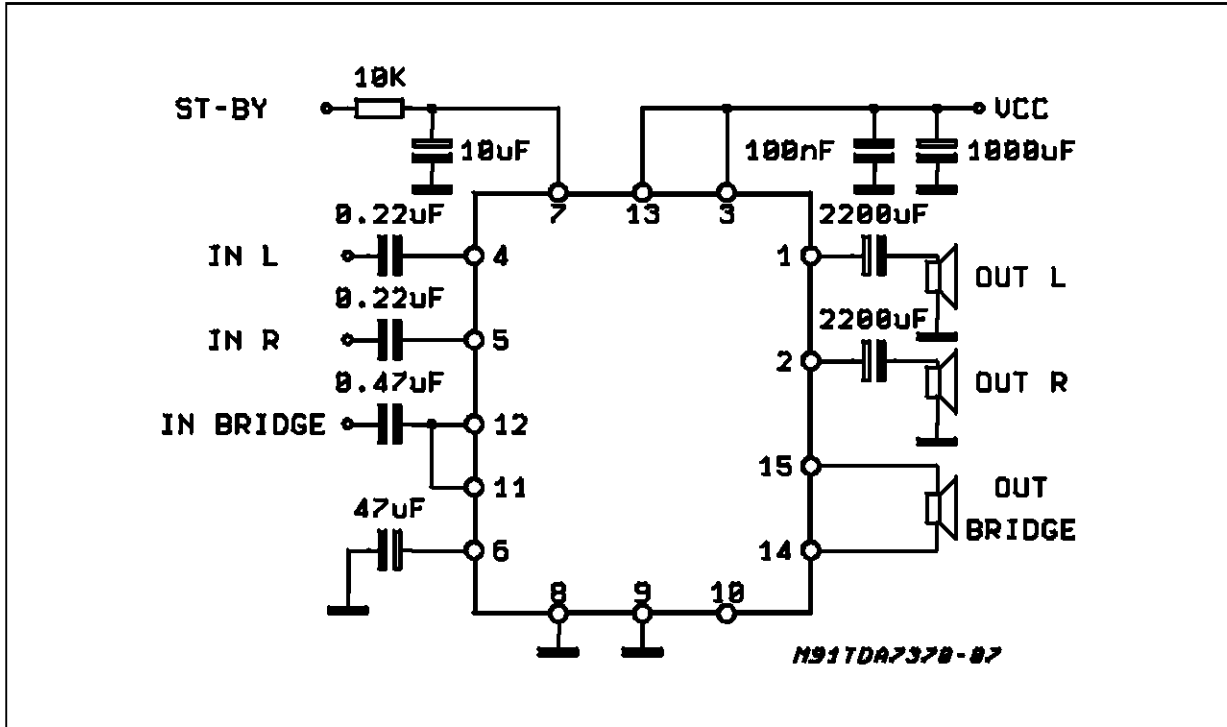 10K
ST-BY
VCC
10uF
100nF
1000uF
7
13
3
0.22uF
2200uF
IN L
4
1
OUT L
0.22uF
2200uF
IN R
5
2
OUT R
0.47uF
IN BRIDGE
12
15
11
OUT
BRIDGE
47uF
6
14
8
9
10
M91TDA7370-07